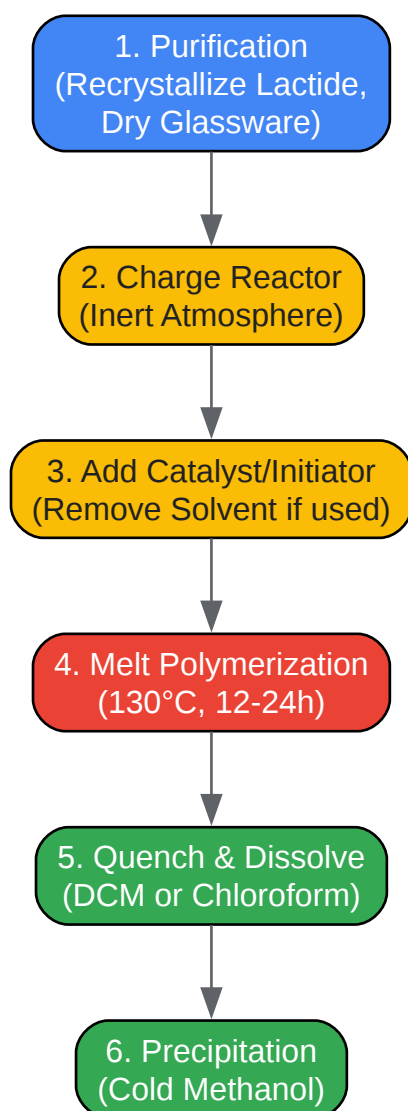 1. Purification
(Recrystallize Lactide,
Dry Glassware)
2. Charge Reactor
(Inert Atmosphere)
3. Add Catalyst/Initiator
(Remove Solvent if used)
4. Melt Polymerization
(130°C, 12-24h)
5. Quench & Dissolve
(DCM or Chloroform)
6. Precipitation
(Cold Methanol)